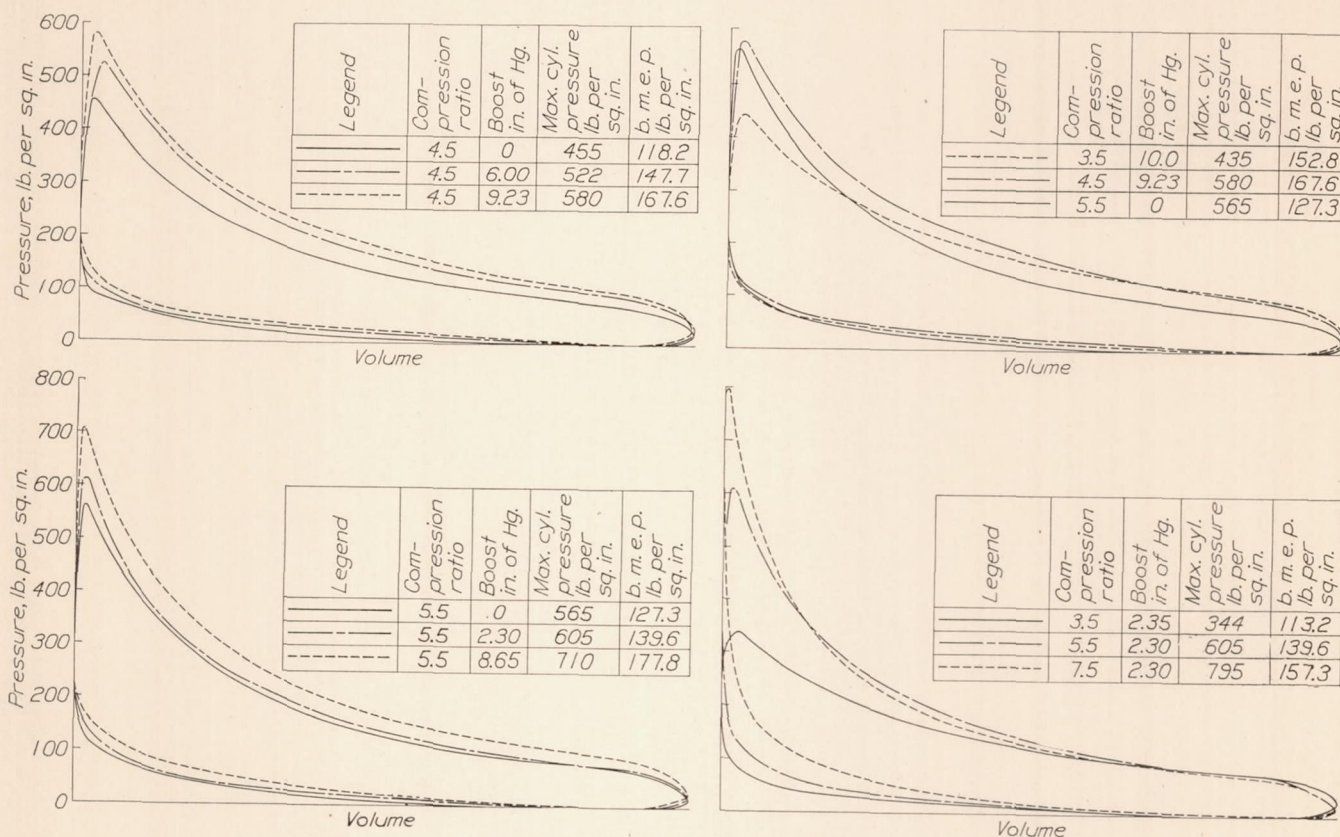 600
500
400
300
200
100
0
Pressure, lb. per sq. in.
Volume
Legend
Com-
pression
ratio
Boost
in. of Hg.
Max. cyl.
pressure
lb. per
sq. in.
b. m. e. p.
lb. per
sq. in.
4.5 0 455 118.2
4.5 6.00 522 147.7
4.5 9.23 580 167.6
Legend
Com-
pression
ratio
Boost
in. of Hg.
Max. cyl.
pressure
lb. per
sq. in.
b. m. e. p.
lb. per
sq. in.
3.5 10.0 435 152.8
4.5 9.23 580 167.6
5.5 0 565 127.3
Volume
800
700
600
500
400
300
200
100
0
Pressure, lb. per sq. in.
Volume
Legend
Com-
pression
ratio
Boost
in. of Hg.
Max. cyl.
pressure
lb. per
sq. in.
b. m. e. p.
lb. per
sq. in.
5.5 .0 565 127.3
5.5 2.30 605 139.6
5.5 8.65 710 177.8
Legend
Com-
pression
ratio
Boost
in. of Hg.
Max. cyl.
pressure
lb. per
sq. in.
b. m. e. p.
lb. per
sq. in.
3.5 2.35 344 113.2
5.5 2.30 605 139.6
7.5 2.30 795 157.3
Volume